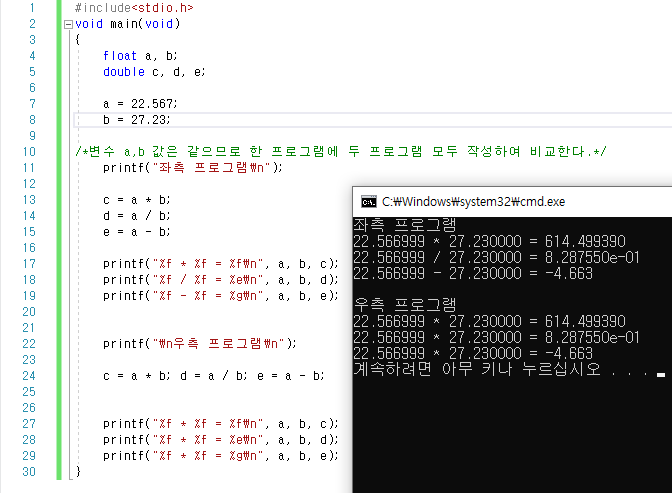 1 #include<stdio.h>
2 void main(void)
3 {
4 float a, b;
5 double c, d, e;
6
7 a = 22.567;
8 b = 27.23;
9
10 /*변수 a,b 값은 같으므로 한 프로그램에 두 프로그램 모두 작성하여 비교한다.*/
11 printf("좌측 프로그램₩n");
12
13 c = a * b;
14 d = a / b;
15 e = a - b;
16
17 printf("%f * %f = %f₩n", a, b, c);
18 printf("%f / %f = %e₩n", a, b, d);
19 printf("%f - %f = %g₩n", a, b, e);
20
21
22 printf("₩n우측 프로그램₩n");
23
24 c = a * b; d = a / b; e = a - b;
25
26
27 printf("%f * %f = %f₩n", a, b, c);
28 printf("%f * %f = %e₩n", a, b, d);
29 printf("%f * %f = %g₩n", a, b, e);
30 }
C:₩Windows₩system32₩cmd.exe
좌측 프로그램
22.566999 * 27.230000 = 614.499390
22.566999 / 27.230000 = 8.287550e-01
22.566999 - 27.230000 = -4.663
우측 프로그램
22.566999 * 27.230000 = 614.499390
22.566999 * 27.230000 = 8.287550e-01
22.566999 * 27.230000 = -4.663
계속하려면 아무 키나 누르십시오 . . .